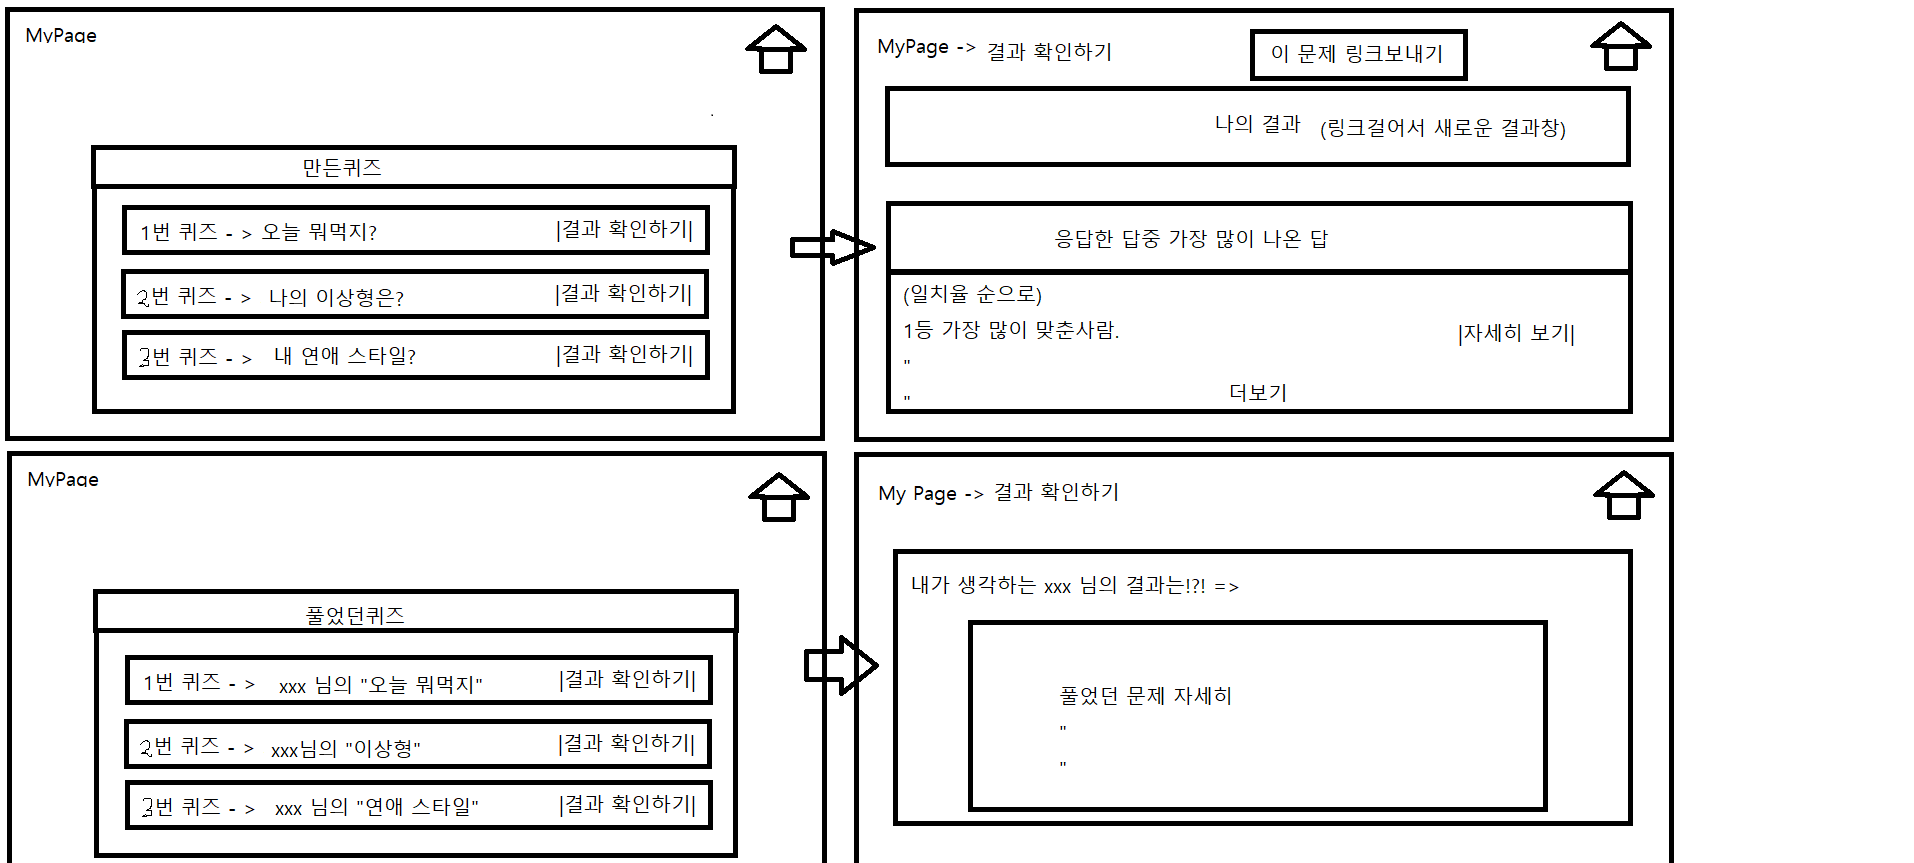 MyPage
만든퀴즈
1번 퀴즈 - > 오늘 뭐먹지? |결과 확인하기|
2번 퀴즈 - > 나의 이상형은? |결과 확인하기|
3번 퀴즈 - > 내 연애 스타일? |결과 확인하기|
MyPage -> 결과 확인하기
이 문제 링크보내기
나의 결과 (링크걸어서 새로운 결과창)
응답한 답중 가장 많이 나온 답
(일치율 순으로)
1등 가장 많이 맞춘사람. |자세히 보기|
"
"
더보기
MyPage
풀었던퀴즈
1번 퀴즈 - > xxx 님의 "오늘 뭐먹지" |결과 확인하기|
2번 퀴즈 - > xxx님의 "이상형" |결과 확인하기|
3번 퀴즈 - > xxx 님의 "연애 스타일" |결과 확인하기|
My Page -> 결과 확인하기
내가 생각하는 xxx 님의 결과는!?! =>
풀었던 문제 자세히
"
"